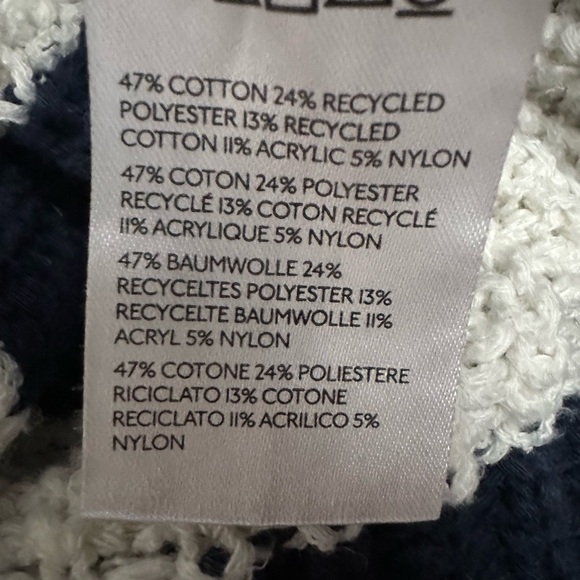 47% COTTON 24% RECYCLED
POLYESTER 13% RECYCLED
COTTON 11% ACRYLIC 5% NYLON
47% COTON 24% POLYESTER
RECYCLÉ 13% COTON RECYCLÉ
11% ACRYLIQUE 5% NYLON
47% BAUMWOLLE 24%
RECYCELTES POLYESTER 13%
RECYCELTE BAUMWOLLE 11%
ACRYL 5% NYLON
47% COTONE 24% POLIESTERE
RICICLATO 13% COTONE
RECICLATO 11% ACRILICO 5%
NYLON